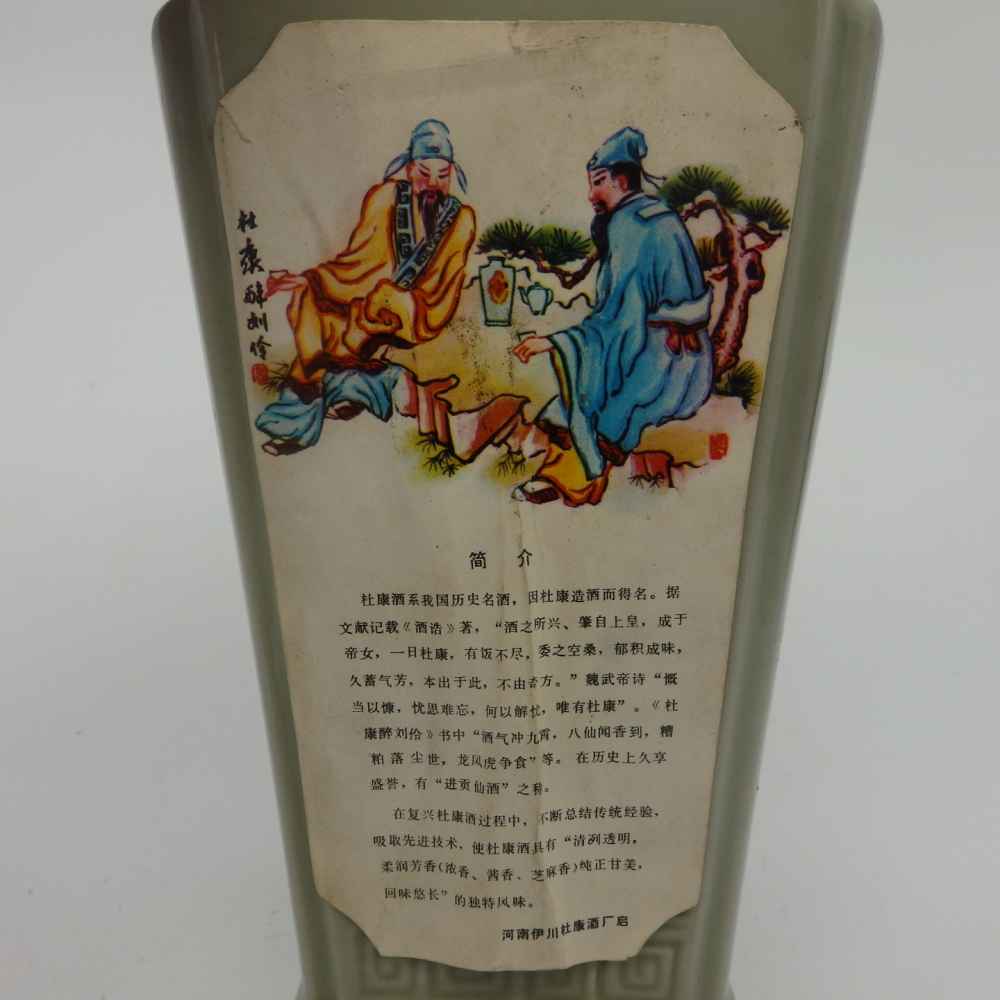 杜康醉刘伶
简介
杜康酒系我国历史名酒，因杜康造酒而得名。据
文献记载《酒浩》著，“酒之所兴、肇自上皇，成于
帝女，一日杜康，有饭不尽，委之空桑，郁积成味，
久蓄气芳，本出于此，不由奇方。”魏武帝诗“慨
当以慷，忧思难忘，何以解忧，唯有杜康”。《杜
康醉刘伶》书中“酒气冲九霄，八仙闻香到，糟
粕落尘世，龙凤虎争食”等。在历史上久享
盛誉，有“进贡仙酒”之称。
在复兴杜康酒过程中，不断总结传统经验，
吸取先进技术，使杜康酒具有“清冽透明，
柔润芳香（浓香、酱香、芝麻香）纯正甘美，
回味悠长”的独特风味。
河南伊川杜康酒厂启